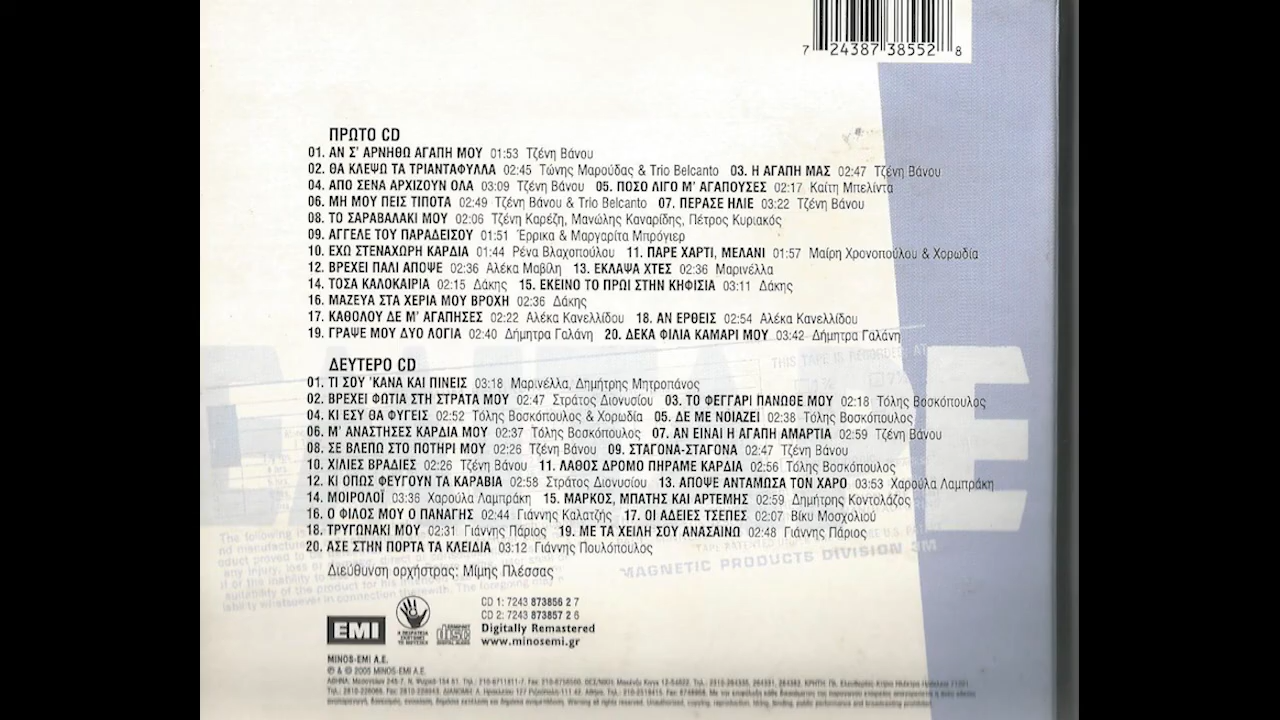 7 24387 38552 8
ΠΡΩΤΟ CD
01. ΑΝ Σ' ΑΡΝΗΘΩ ΑΓΑΠΗ ΜΟΥ 01:53 Τζένη Βάνου
02. ΘΑ ΚΛΕΨΩ ΤΑ ΤΡΙΑΝΤΑΦΥΛΛΑ 02:45 Τώνης Μαρούδας & Trio Belcanto 03. Η ΑΓΑΠΗ ΜΑΣ 02:47 Τζένη Βάνου
04. ΑΠΟ ΣΕΝΑ ΑΡΧΙΖΟΥΝ ΟΛΑ 03:09 Τζένη Βάνου 05. ΠΟΣΟ ΛΙΓΟ Μ' ΑΓΑΠΟΥΣΕΣ 02:17 Καίτη Μπελίντα
06. ΜΗ ΜΟΥ ΠΕΙΣ ΤΙΠΟΤΑ 02:49 Τζένη Βάνου & Trio Belcanto 07. ΠΕΡΑΣΕ ΗΛΙΕ 03:22 Τζένη Βάνου
08. ΤΟ ΣΑΡΑΒΑΛΑΚΙ ΜΟΥ 02:06 Τζένη Καρέζη, Μανώλης Καναρίδης, Πέτρος Κυριακός
09. ΑΓΓΕΛΕ ΤΟΥ ΠΑΡΑΔΕΙΣΟΥ 01:51 Έρρικα & Μαργαρίτα Μπρόγιερ
10. ΕΧΩ ΣΤΕΝΑΧΩΡΗ ΚΑΡΔΙΑ 01:44 Ρένα Βλαχοπούλου 11. ΠΑΡΕ ΧΑΡΤΙ, ΜΕΛΑΝΙ 01:57 Μαίρη Χρονοπούλου & Χορωδία
12. ΒΡΕΧΕΙ ΠΑΛΙ ΑΠΟΨΕ 02:36 Αλέκα Μαβίλη 13. ΕΚΛΑΨΑ ΧΤΕΣ 02:36 Μαρινέλλα
14. ΤΟΣΑ ΚΑΛΟΚΑΙΡΙΑ 02:15 Δάκης 15. ΕΚΕΙΝΟ ΤΟ ΠΡΩΙ ΣΤΗΝ ΚΗΦΙΣΙΑ 03:11 Δάκης
16. ΜΑΖΕΥΑ ΣΤΑ ΧΕΡΙΑ ΜΟΥ ΒΡΟΧΗ 02:36 Δάκης
17. ΚΑΘΟΛΟΥ ΔΕ Μ' ΑΓΑΠΗΣΕΣ 02:22 Αλέκα Κανελλίδου 18. ΑΝ ΕΡΘΕΙΣ 02:54 Αλέκα Κανελλίδου
19. ΓΡΑΨΕ ΜΟΥ ΔΥΟ ΛΟΓΙΑ 02:40 Δήμητρα Γαλάνη 20. ΔΕΚΑ ΦΙΛΙΑ ΚΑΜΑΡΙ ΜΟΥ 03:42 Δήμητρα Γαλάνη
THIS TAPE IS RECORDED AT
ΔΕΥΤΕΡΟ CD
01. ΤΙ ΣΟΥ 'ΚΑΝΑ ΚΑΙ ΠΙΝΕΙΣ 03:18 Μαρινέλλα, Δημήτρης Μητροπάνος
02. ΒΡΕΧΕΙ ΦΩΤΙΑ ΣΤΗ ΣΤΡΑΤΑ ΜΟΥ 02:47 Στράτος Διονυσίου 03. ΤΟ ΦΕΓΓΑΡΙ ΠΑΝΩΘΕ ΜΟΥ 02:18 Τόλης Βοσκόπουλος
04. ΚΙ ΕΣΥ ΘΑ ΦΥΓΕΙΣ 02:52 Τόλης Βοσκόπουλος & Χορωδία 05. ΔΕ ΜΕ ΝΟΙΑΖΕΙ 02:38 Τόλης Βοσκόπουλος
06. Μ' ΑΝΑΣΤΗΣΕΣ ΚΑΡΔΙΑ ΜΟΥ 02:37 Τόλης Βοσκόπουλος 07. ΑΝ ΕΙΝΑΙ Η ΑΓΑΠΗ ΑΜΑΡΤΙΑ 02:59 Τζένη Βάνου
08. ΣΕ ΒΛΕΠΩ ΣΤΟ ΠΟΤΗΡΙ ΜΟΥ 02:26 Τζένη Βάνου 09. ΣΤΑΓΟΝΑ-ΣΤΑΓΟΝΑ 02:47 Τζένη Βάνου
10. ΧΙΛΙΕΣ ΒΡΑΔΙΕΣ 02:26 Τζένη Βάνου 11. ΛΑΘΟΣ ΔΡΟΜΟ ΠΗΡΑΜΕ ΚΑΡΔΙΑ 02:56 Τόλης Βοσκόπουλος
12. ΚΙ ΟΠΩΣ ΦΕΥΓΟΥΝ ΤΑ ΚΑΡΑΒΙΑ 02:58 Στράτος Διονυσίου 13. ΑΠΟΨΕ ΑΝΤΑΜΩΣΑ ΤΟΝ ΧΑΡΟ 03:53 Χαρούλα Λαμπράκη
14. ΜΟΙΡΟΛΟΪ 03:36 Χαρούλα Λαμπράκη 15. ΜΑΡΚΟΣ, ΜΠΑΤΗΣ ΚΑΙ ΑΡΤΕΜΗΣ 02:59 Δημήτρης Κοντολάζος
16. Ο ΦΙΛΟΣ ΜΟΥ Ο ΠΑΝΑΓΗΣ 02:44 Γιάννης Καλατζής 17. ΟΙ ΑΔΕΙΕΣ ΤΣΕΠΕΣ 02:07 Βίκυ Μοσχολιού
18. ΤΡΥΓΩΝΑΚΙ ΜΟΥ 02:31 Γιάννης Πάριος 19. ΜΕ ΤΑ ΧΕΙΛΗ ΣΟΥ ΑΝΑΣΑΙΝΩ 02:48 Γιάννης Πάριος
20. ΑΣΕ ΣΤΗΝ ΠΟΡΤΑ ΤΑ ΚΛΕΙΔΙΑ 03:12 Γιάννης Πουλόπουλος
Διεύθυνση ορχήστρας: Μίμης Πλέσσας
MAGNETIC PRODUCTS DIVISION 3M
CD 1: 7243 873856 2 7
CD 2: 7243 873857 2 6
Digitally Remastered
www.minosemi.gr
EMI
MINOS-EMI A.E.
℗ & © 2005 MINOS-EMI A.E.